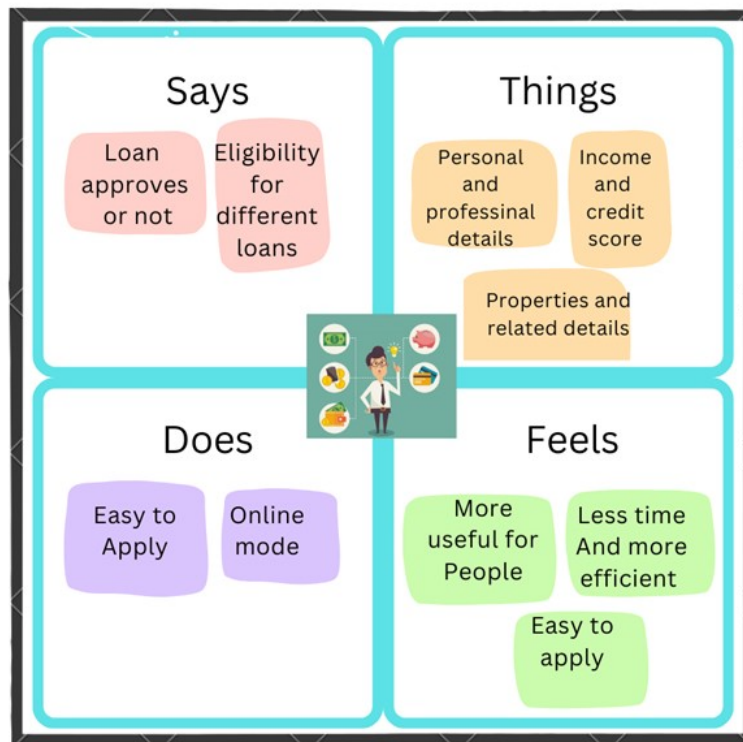 Says
Loan
approves
or not
Eligibility
for
different
loans
Things
Personal
and
professinal
details
Income
and
credit
score
Properties and
related details
Does
Easy to
Apply
Online
mode
Feels
More
useful for
People
Less time
And more
efficient
Easy to
apply